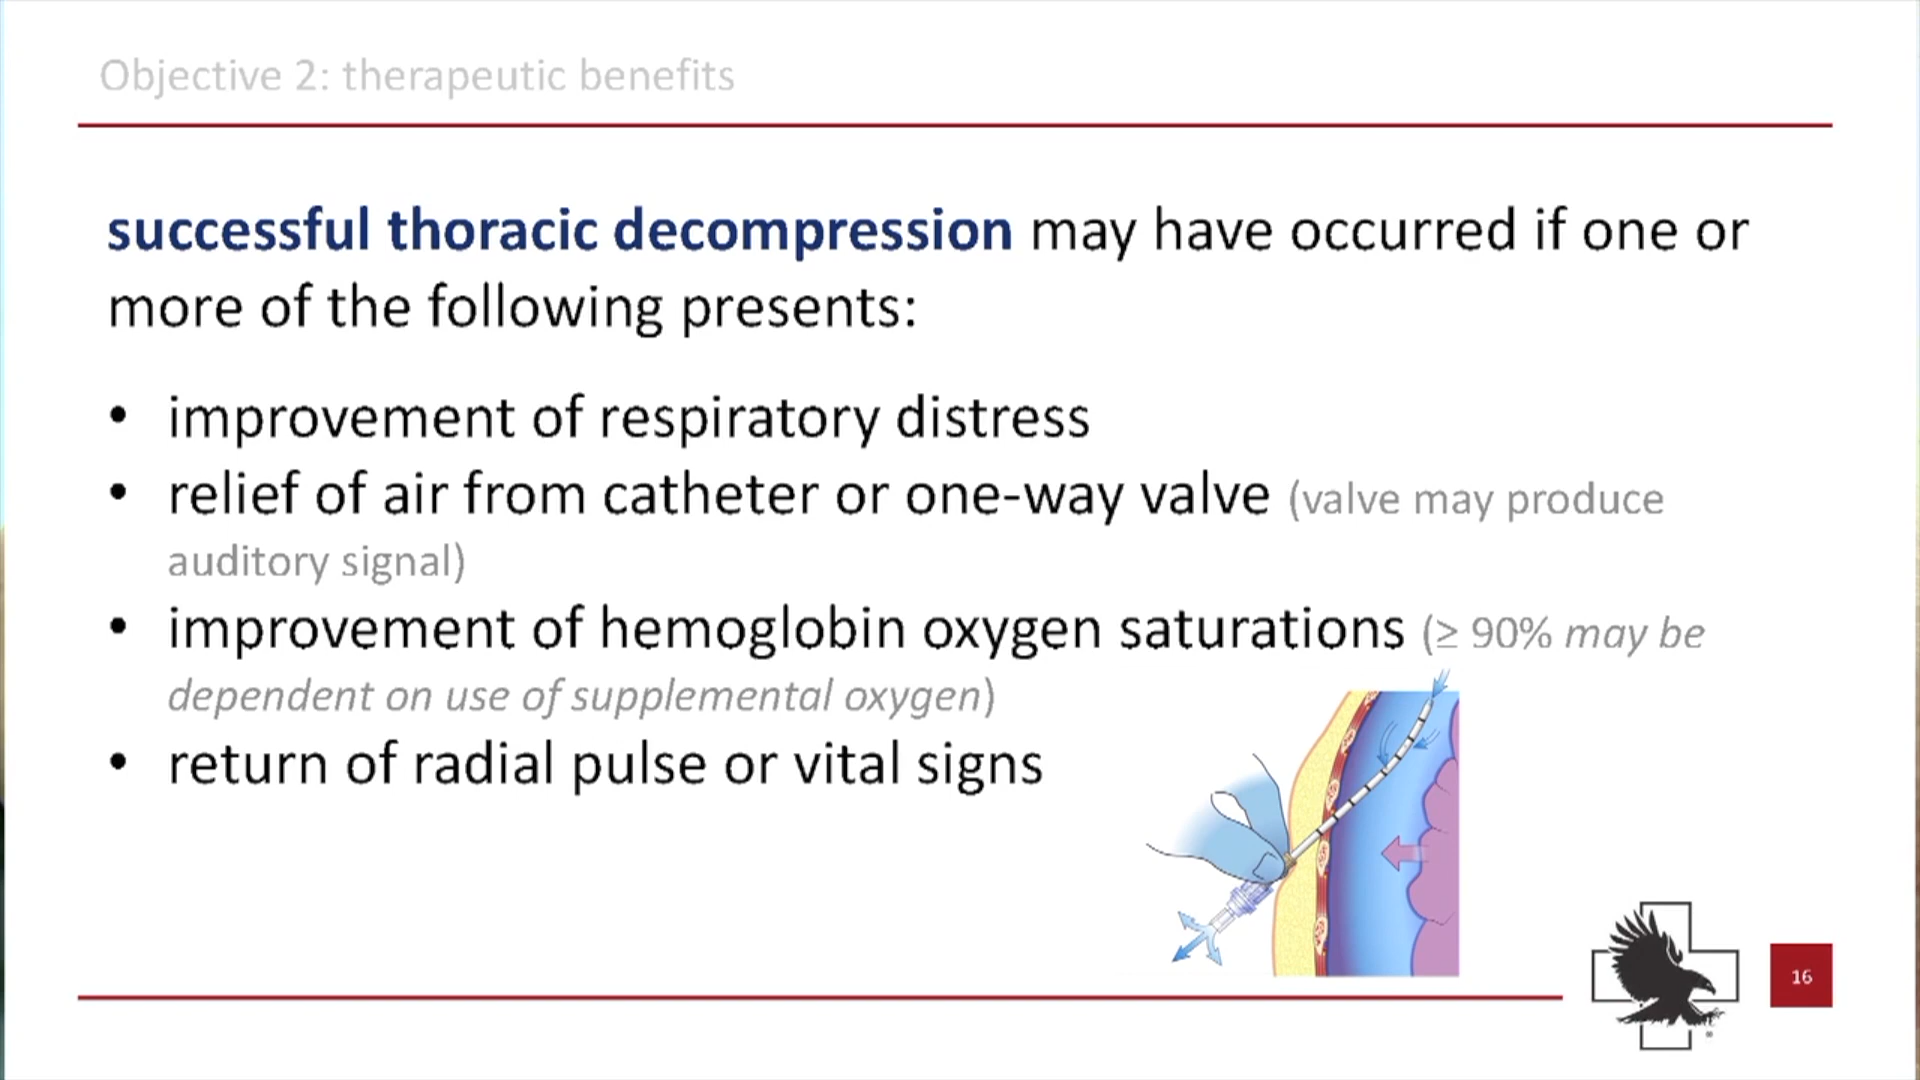 Objective 2: therapeutic benefits
successful thoracic decompression may have occurred if one or
more of the following presents:
• improvement of respiratory distress
• relief of air from catheter or one-way valve (valve may produce
auditory signal)
• improvement of hemoglobin oxygen saturations (≥ 90% may be
dependent on use of supplemental oxygen)
• return of radial pulse or vital signs
®
16